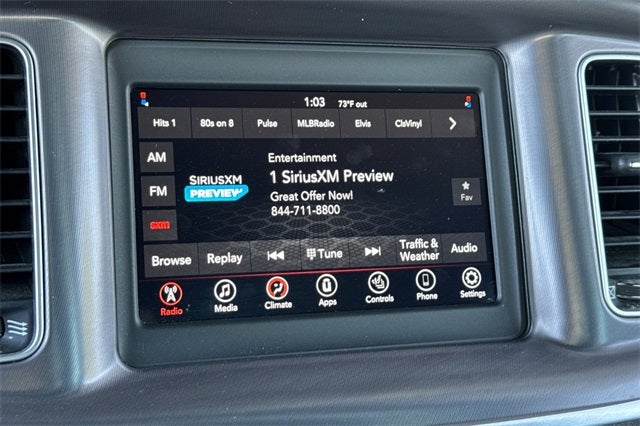 1:03 73°F out
Hits 1 80s on 8 Pulse MLBRadio Elvis ClsVinyl
AM
FM
sxm
SIRIUSXM
PREVIEW
Entertainment
1 SiriusXM Preview
Great Offer Now!
844-711-8800
Fav
Browse Replay Tune Traffic & Weather Audio
Radio Media Climate Apps Controls Phone Settings